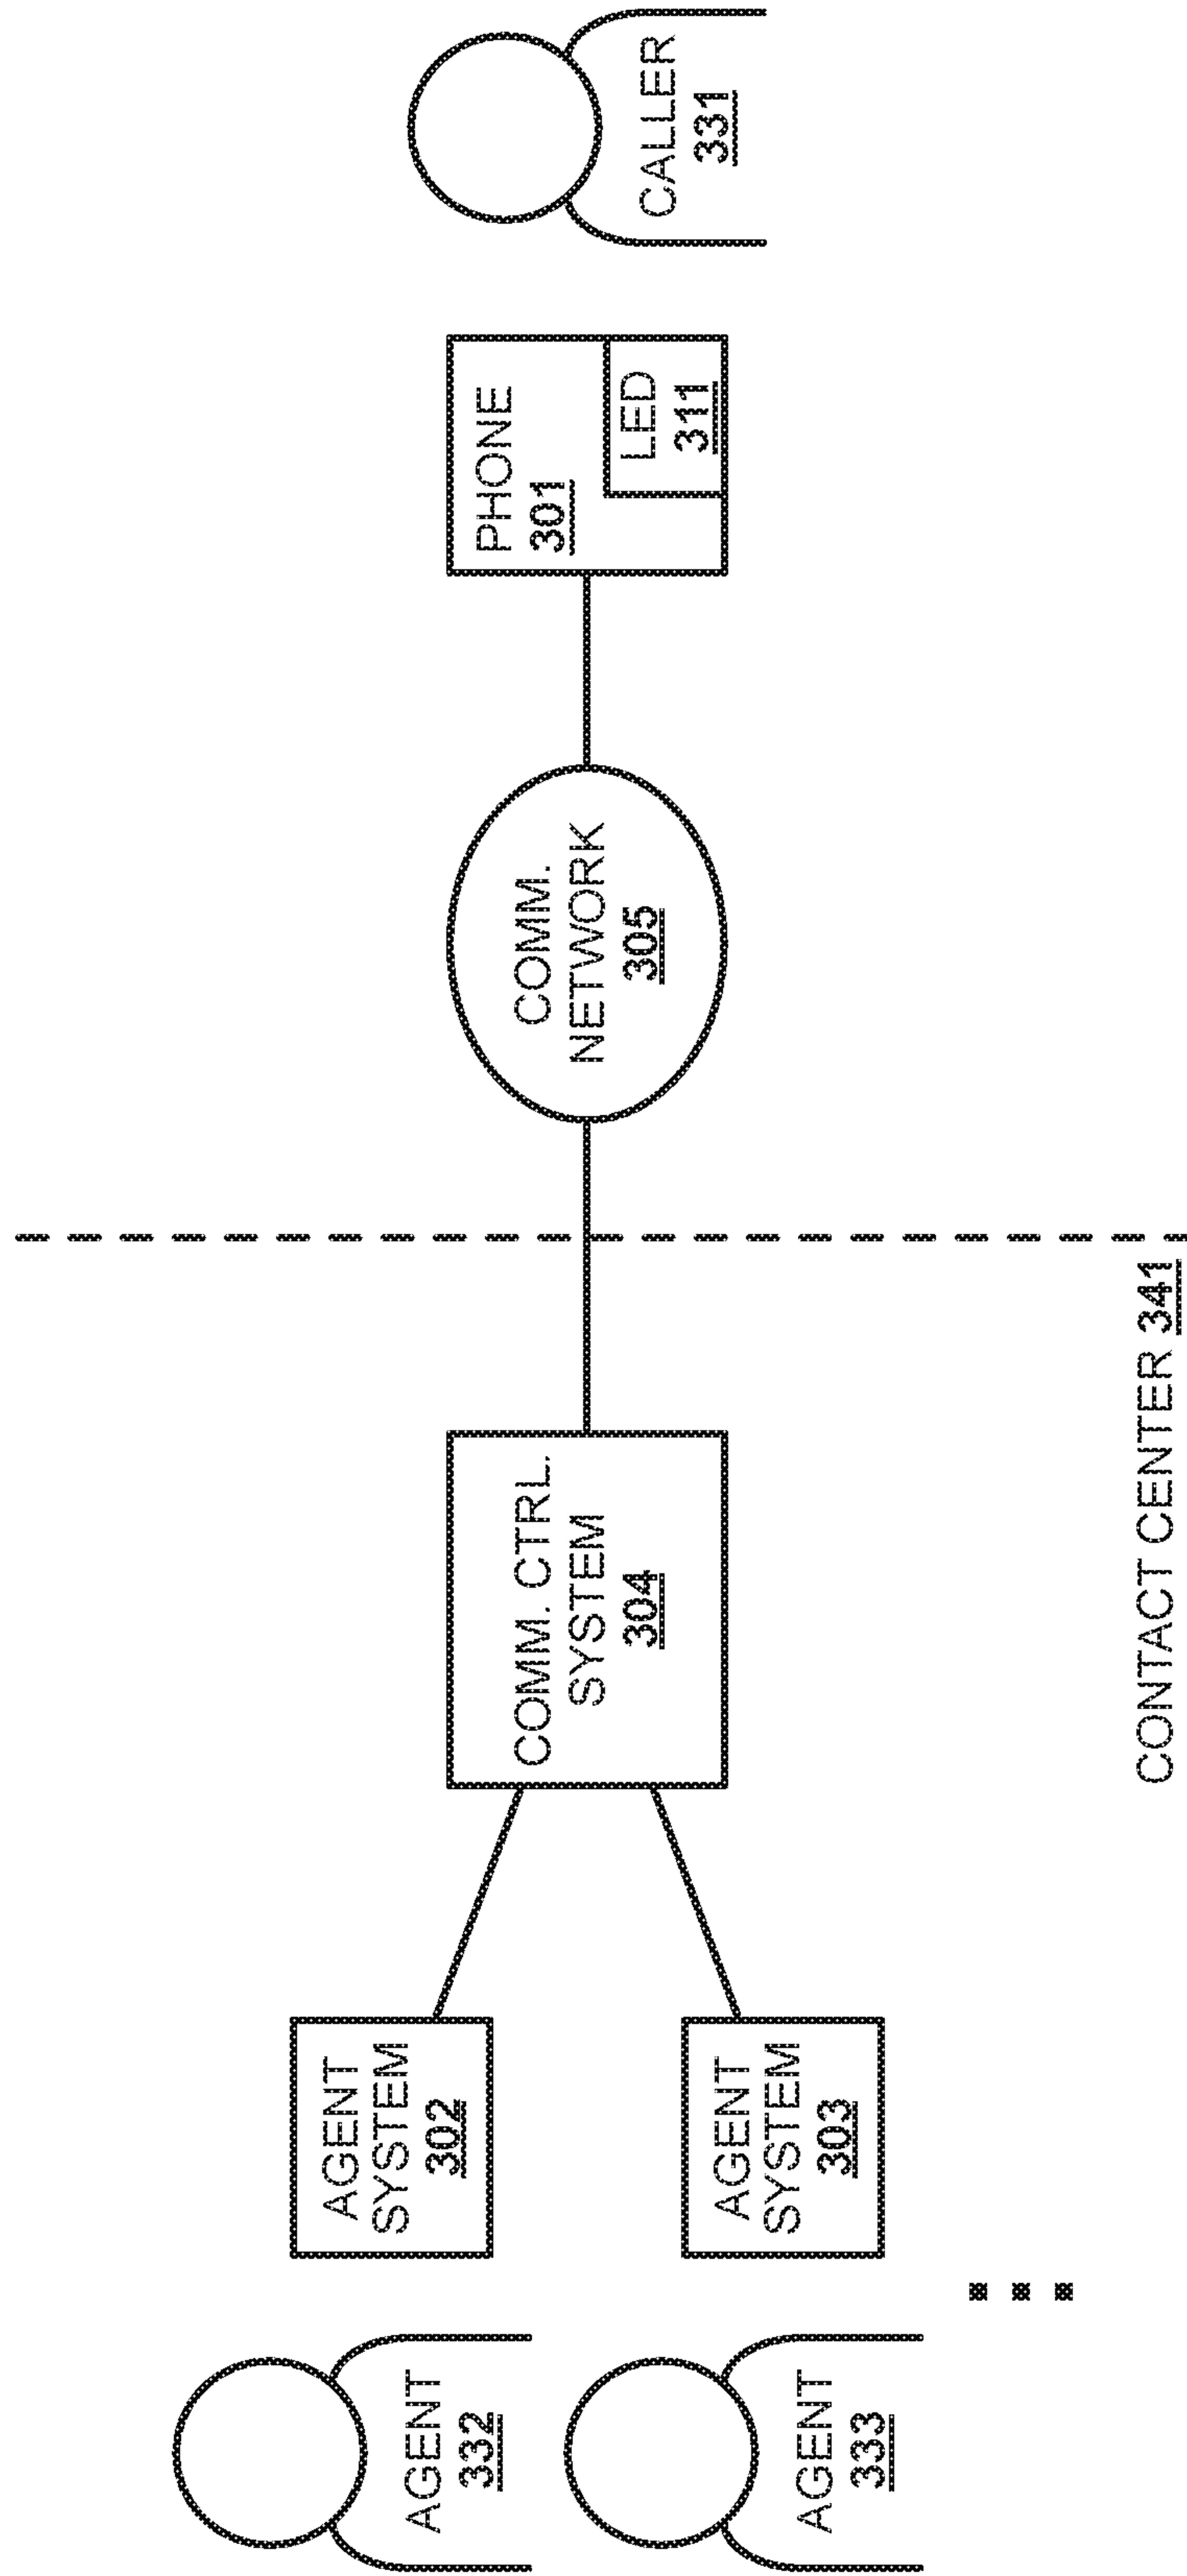 AGENT
332
AGENT
SYSTEM
302
COMM. CTRL.
SYSTEM
304
COMM.
NETWORK
305
PHONE
301
LED
311
CALLER
331
AGENT
333
AGENT
SYSTEM
303
CONTACT CENTER 341